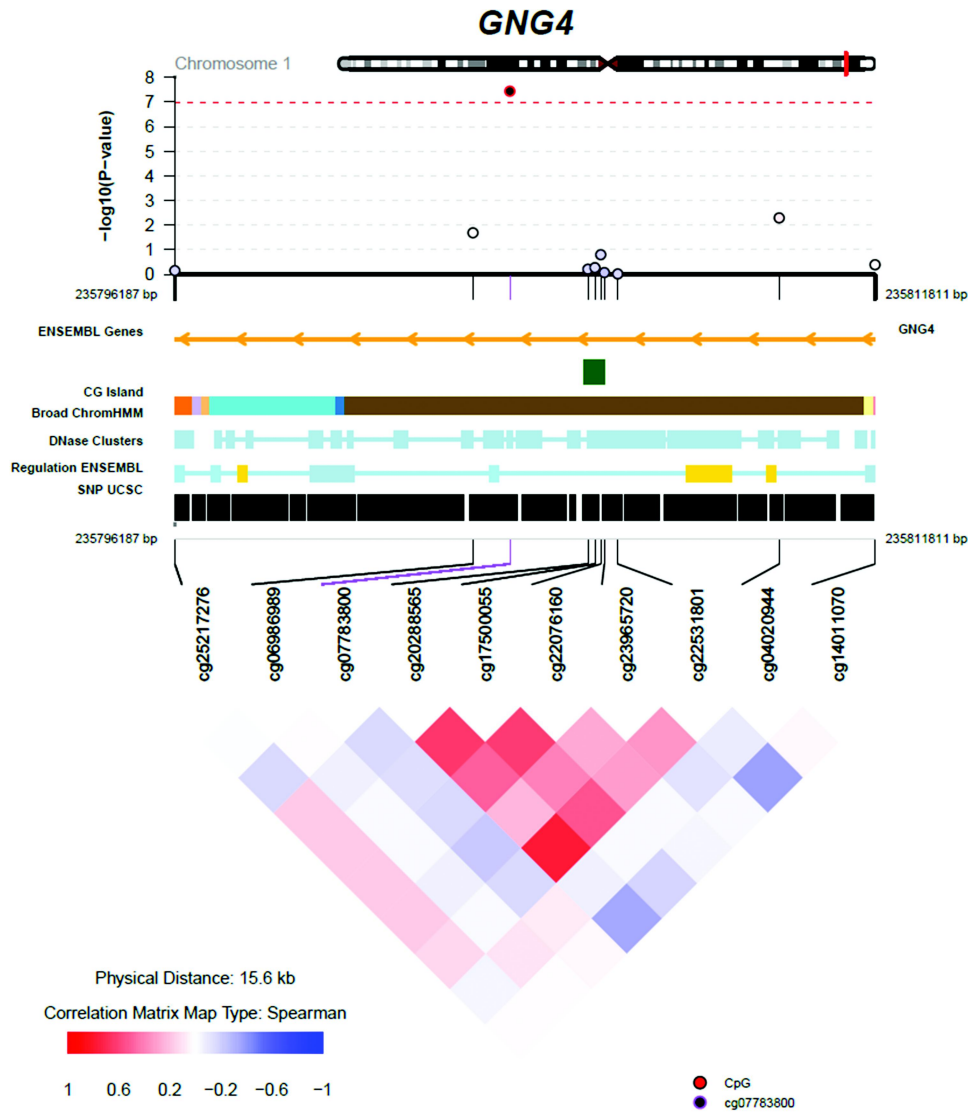 GNG4
Chromosome 1
8
7
6
5
4
3
2
1
0
−log10(P−value)
235796187 bp
235811811 bp
ENSEMBL Genes
GNG4
CG Island
Broad ChromHMM
DNase Clusters
Regulation ENSEMBL
SNP UCSC
235796187 bp
235811811 bp
cg25217276
cg06986989
cg07783800
cg20288565
cg17500055
cg22076160
cg23965720
cg22531801
cg04020944
cg14011070
Physical Distance: 15.6 kb
Correlation Matrix Map Type: Spearman
1 0.6 0.2 −0.2 −0.6 −1
CpG
cg07783800